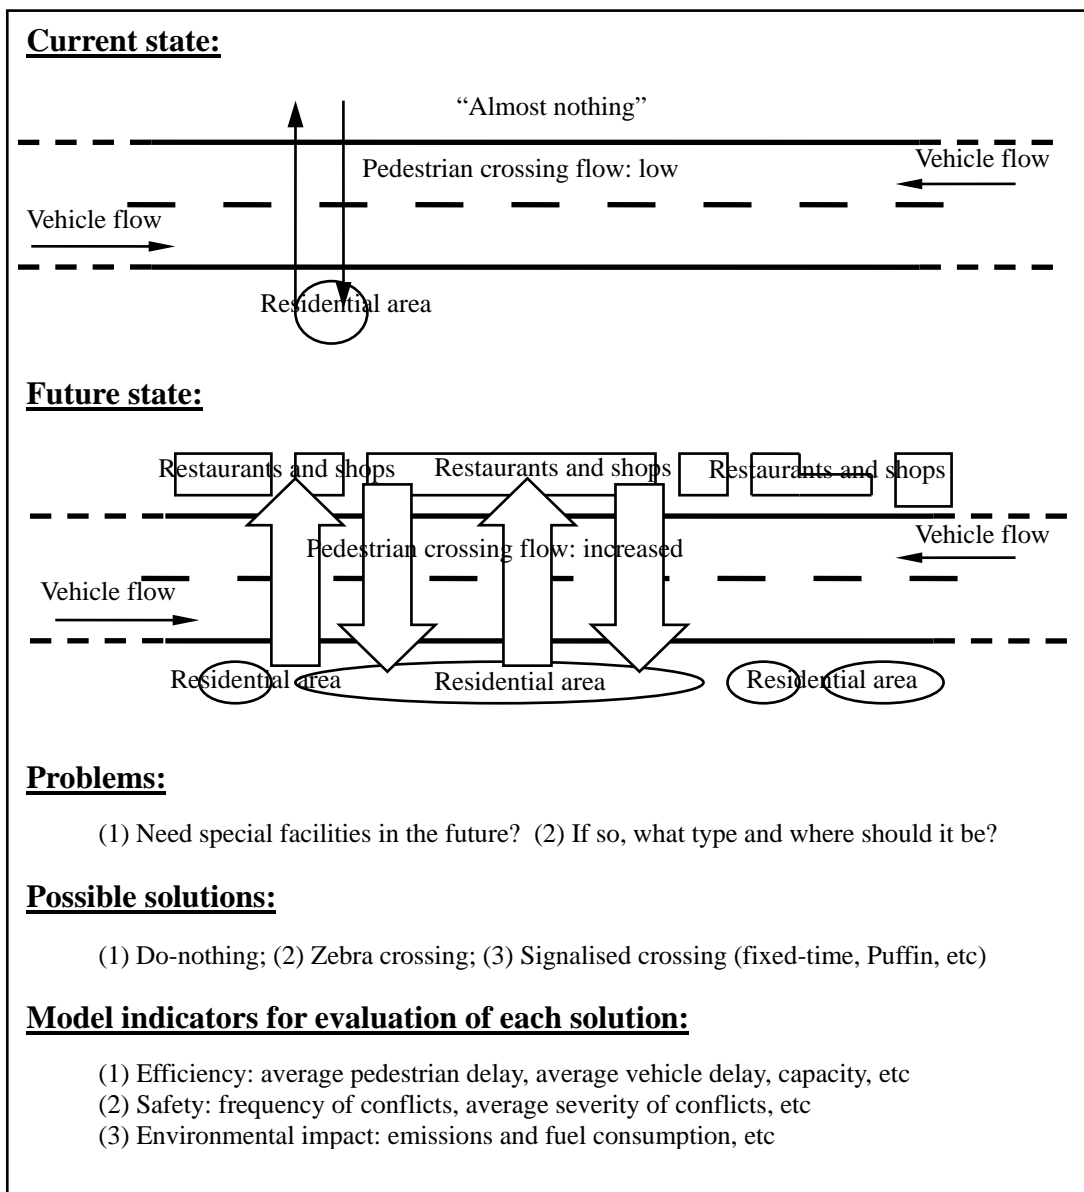 Current state:
“Almost nothing”
Pedestrian crossing flow: low
Vehicle flow
Vehicle flow
Residential area
Future state:
Restaurants and shops
Restaurants and shops
Restaurants and shops
Pedestrian crossing flow: increased
Vehicle flow
Vehicle flow
Residential area
Residential area
Residential area
Problems:
(1) Need special facilities in the future?  (2) If so, what type and where should it be?
Possible solutions:
(1) Do-nothing; (2) Zebra crossing; (3) Signalised crossing (fixed-time, Puffin, etc)
Model indicators for evaluation of each solution:
(1) Efficiency: average pedestrian delay, average vehicle delay, capacity, etc
(2) Safety: frequency of conflicts, average severity of conflicts, etc
(3) Environmental impact: emissions and fuel consumption, etc